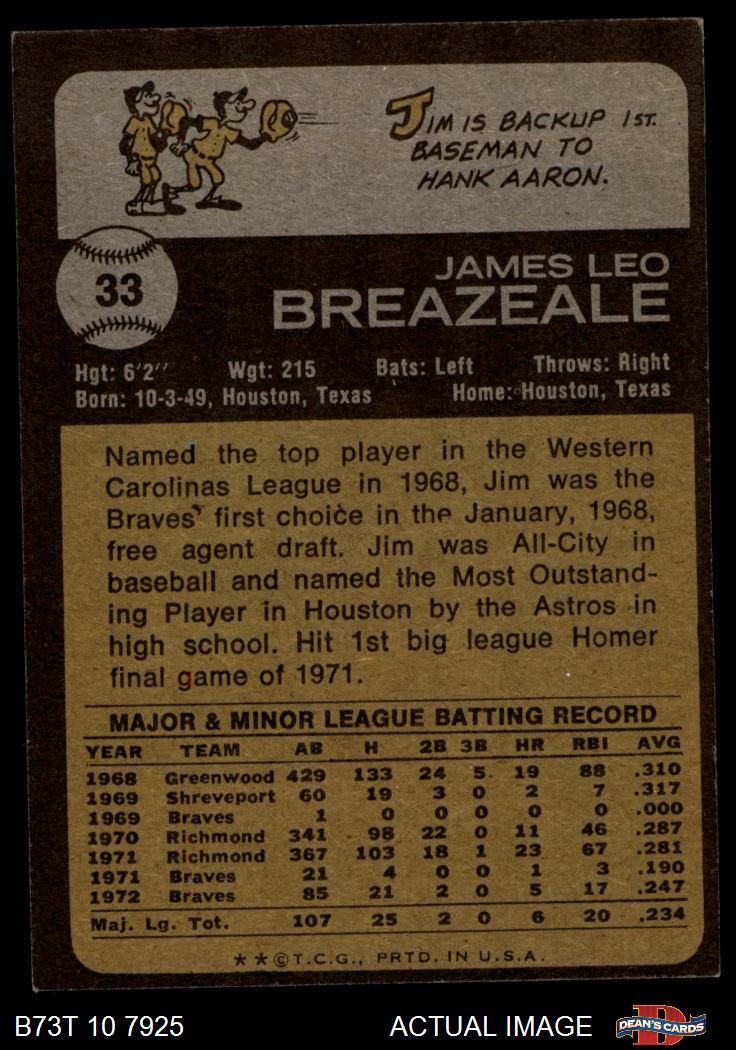 JIM IS BACKUP 1ST.
BASEMAN TO
HANK AARON.
33
JAMES LEO
BREAZEALE
Hgt: 6'2" Wgt: 215 Bats: Left Throws: Right
Born: 10-3-49, Houston, Texas Home: Houston, Texas
Named the top player in the Western
Carolinas League in 1968, Jim was the
Braves' first choice in the January, 1968,
free agent draft. Jim was All-City in
baseball and named the Most Outstand-
ing Player in Houston by the Astros in
high school. Hit 1st big league Homer
final game of 1971.
MAJOR & MINOR LEAGUE BATTING RECORD
YEAR TEAM AB H 2B 3B HR RBI AVG
1968 Greenwood 429 133 24 5 19 88 .310
1969 Shreveport 60 19 3 0 2 7 .317
1969 Braves 1 0 0 0 0 0 .000
1970 Richmond 341 98 22 0 11 46 .287
1971 Richmond 367 103 18 1 23 67 .281
1971 Braves 21 4 0 0 1 3 .190
1972 Braves 85 21 2 0 5 17 .247
Maj. Lg. Tot. 107 25 2 0 6 20 .234
**©T.C.G., PRTD. IN U.S.A.
B73T 10 7925 ACTUAL IMAGE D DEAN'S CARDS